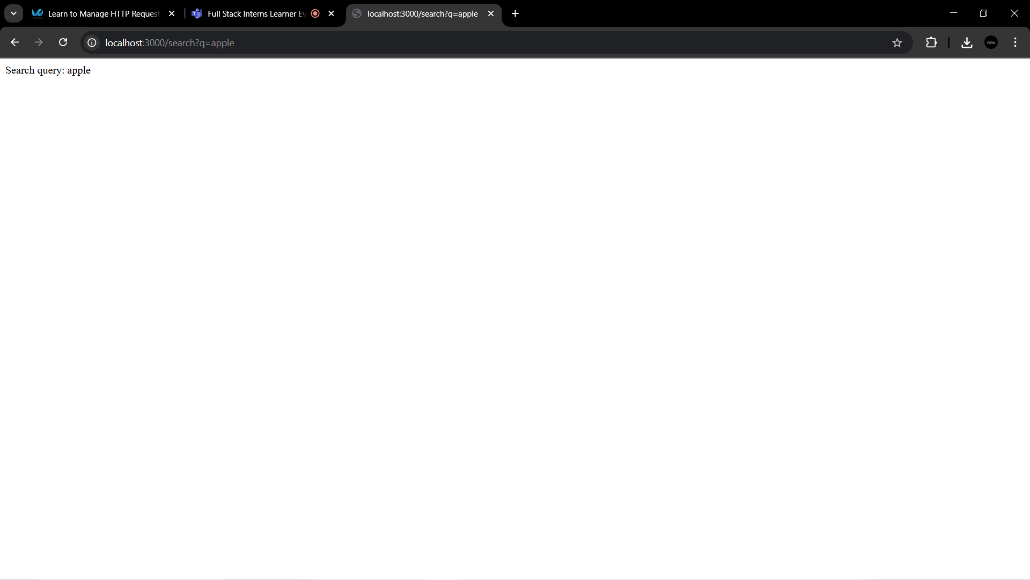 Learn to Manage HTTP Request
Full Stack Interns Learner Ev
localhost:3000/search?q=apple
localhost:3000/search?q=apple
Search query: apple